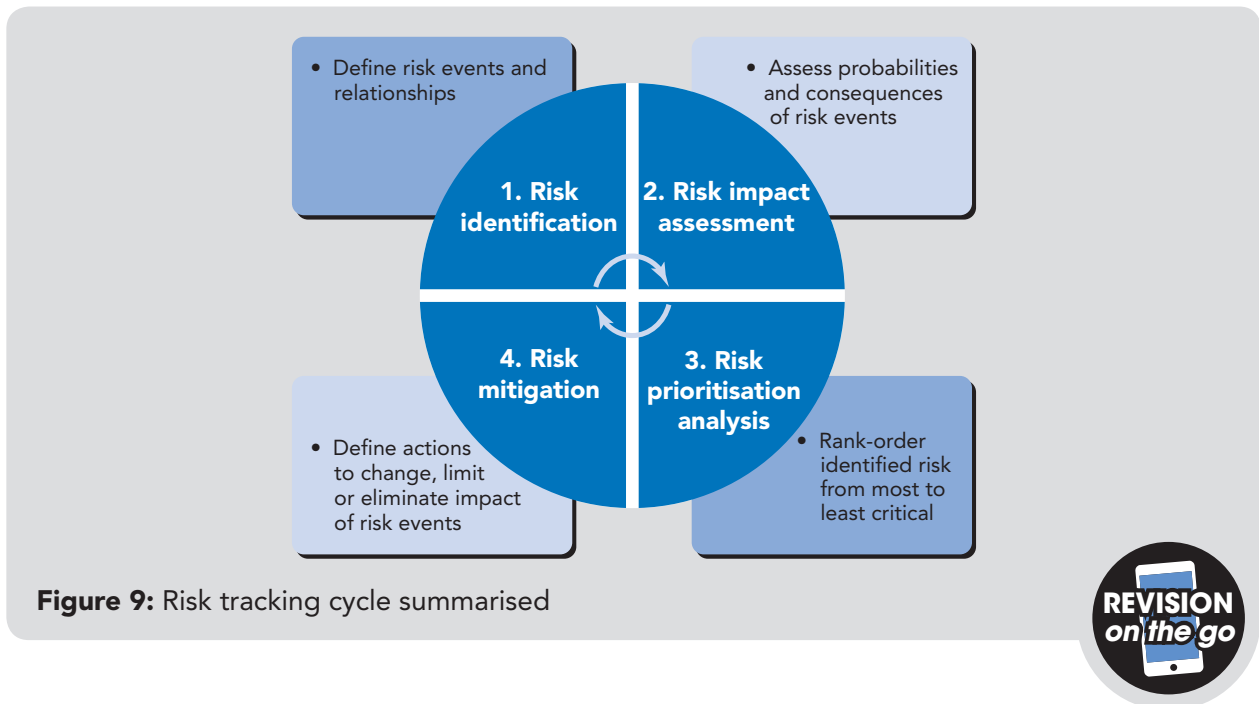 • Define risk events and
relationships
• Assess probabilities
and consequences
of risk events
1. Risk
identification
2. Risk impact
assessment
4. Risk
mitigation
3. Risk
prioritisation
analysis
• Define actions
to change, limit
or eliminate impact
of risk events
• Rank-order
identified risk
from most to
least critical
Figure 9: Risk tracking cycle summarised
REVISION
on the go